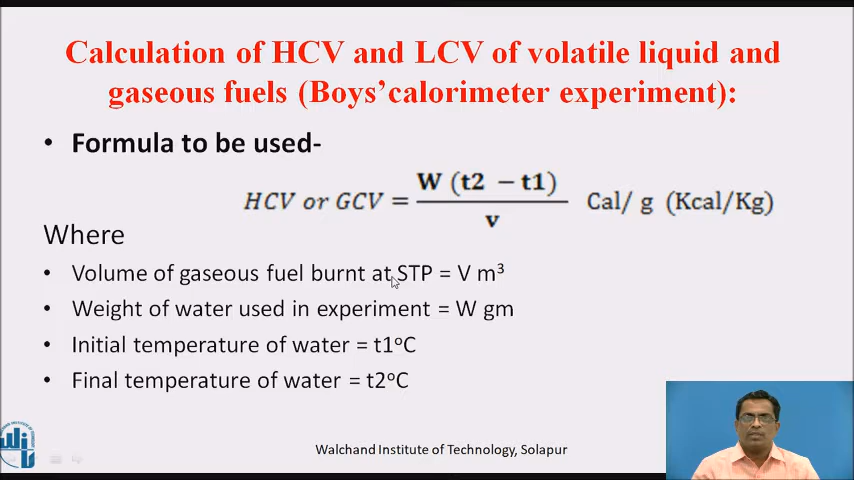 Calculation of HCV and LCV of volatile liquid and
gaseous fuels (Boys’calorimeter experiment):
• Formula to be used-
HCV or GCV = W (t2 − t1) / v Cal/ g (Kcal/Kg)
Where
• Volume of gaseous fuel burnt at STP = V m³
• Weight of water used in experiment = W gm
• Initial temperature of water = t1ᵒC
• Final temperature of water = t2ᵒC
Walchand Institute of Technology, Solapur